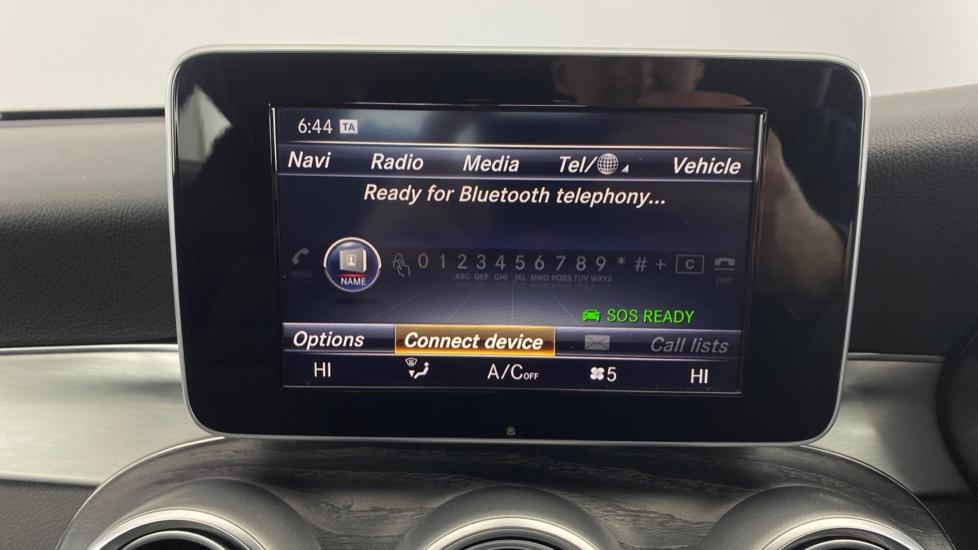 6:44 TA
Navi Radio Media Tel/ Vehicle
Ready for Bluetooth telephony...
SEND NAME 0 1 2 3 4 5 6 7 8 9 * # + C END
ABC DEF GHI JKL MNO PQRS TUV WXYZ
SOS READY
Options Connect device Call lists
HI A/C OFF 5 HI